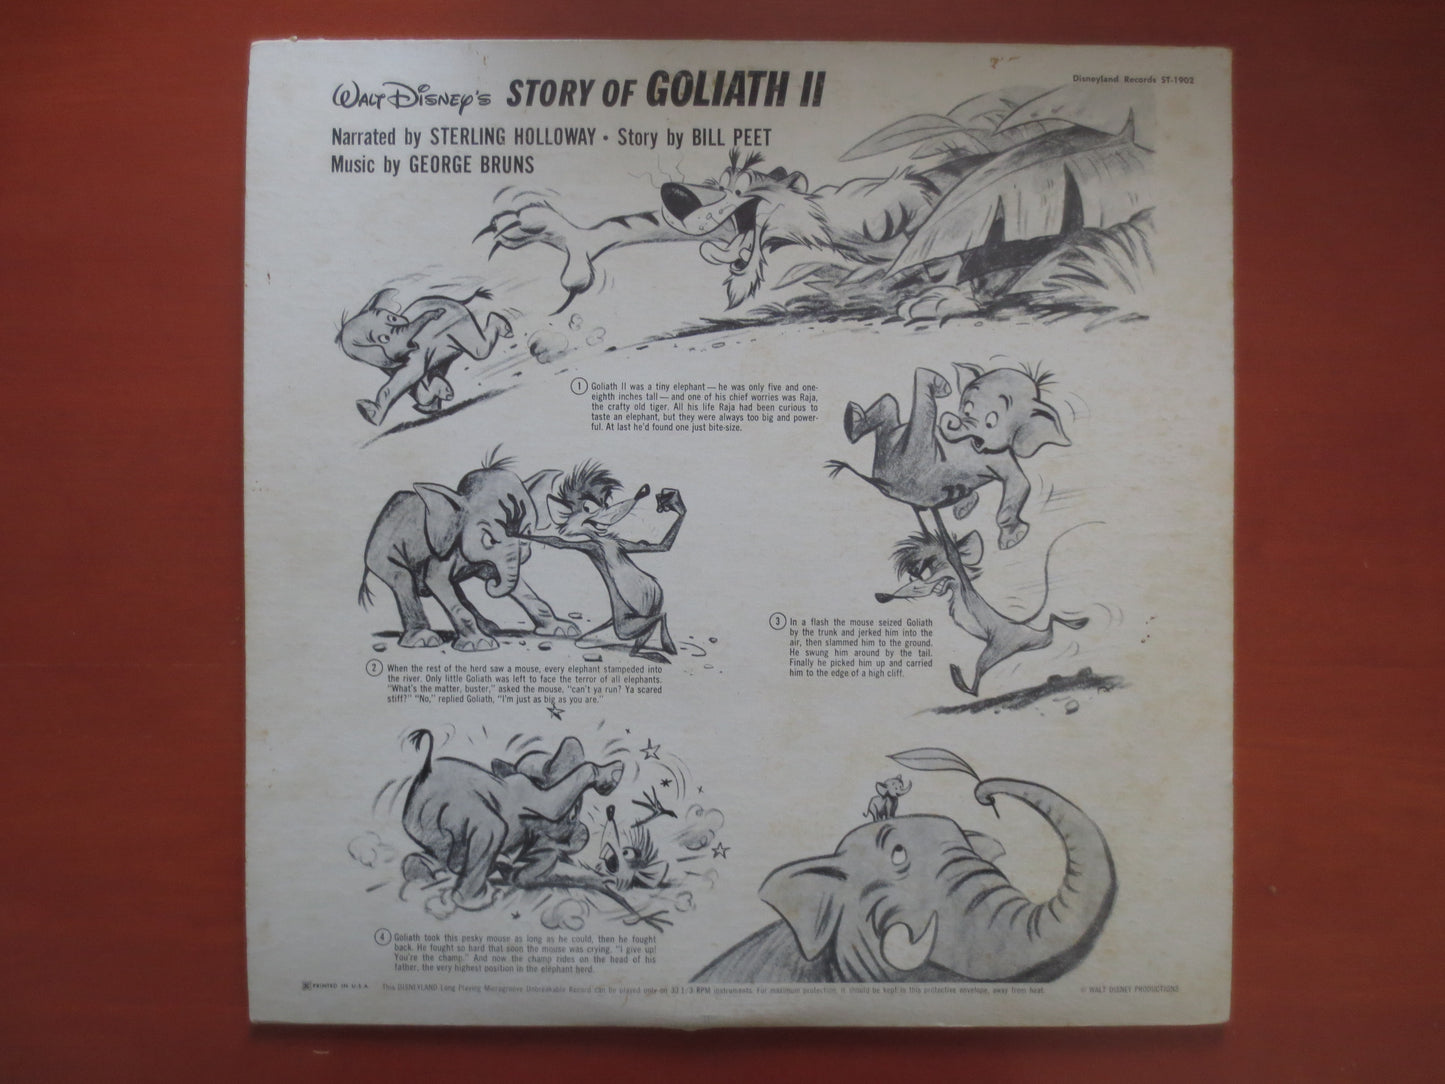 Disneyland Records ST-1902
WALT DISNEY'S STORY OF GOLIATH II
Narrated by STERLING HOLLOWAY • Story by BILL PEET
Music by GEORGE BRUNS
1 Goliath II was a tiny elephant — he was only five and one-
eighth inches tall — and one of his chief worries was Raja,
the crafty old tiger. All his life Raja had been curious to
taste an elephant, but they were always too big and power-
ful. At last he'd found one just bite-size.
2 When the rest of the herd saw a mouse, every elephant stampeded into
the river. Only little Goliath was left to face the terror of all elephants.
"What's the matter, buster," asked the mouse, "can't ya run? Ya scared
stiff?" "No," replied Goliath, "I'm just as big as you are."
3 In a flash the mouse seized Goliath
by the trunk and jerked him into the
air, then slammed him to the ground.
He swung him around by the tail.
Finally he picked him up and carried
him to the edge of a high cliff.
4 Goliath took this pesky mouse as long as he could, then he fought
back. He fought so hard that soon the mouse was crying, "I give up!
You're the champ." And now the champ rides on the head of his
father, the very highest position in the elephant herd.
PRINTED IN U.S.A. This DISNEYLAND Long Playing Microgroove Unbreakable Record can be played only on 33 1/3 RPM instruments. For maximum protection, it should be kept in this protective envelope, away from heat. © WALT DISNEY PRODUCTIONS